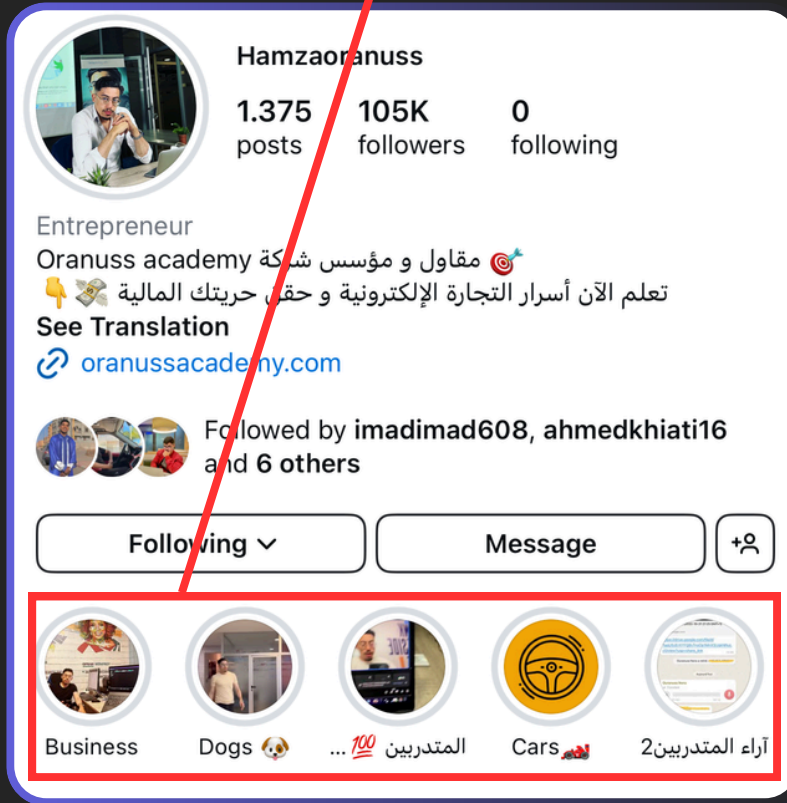 Hamzaoranuss
1.375 105K 0
posts followers following
Entrepreneur
🎯 مقاول و مؤسس شركة Oranuss academy
تعلم الآن أسرار التجارة الإلكترونية و حقق حريتك المالية 💸👇
See Translation
oranussacademy.com
Followed by imadimad608, ahmedkhiati16
and 6 others
Following Message
Business Dogs 🐶 المتدربين 💯 ... Cars🏎️ آراء المتدربين2